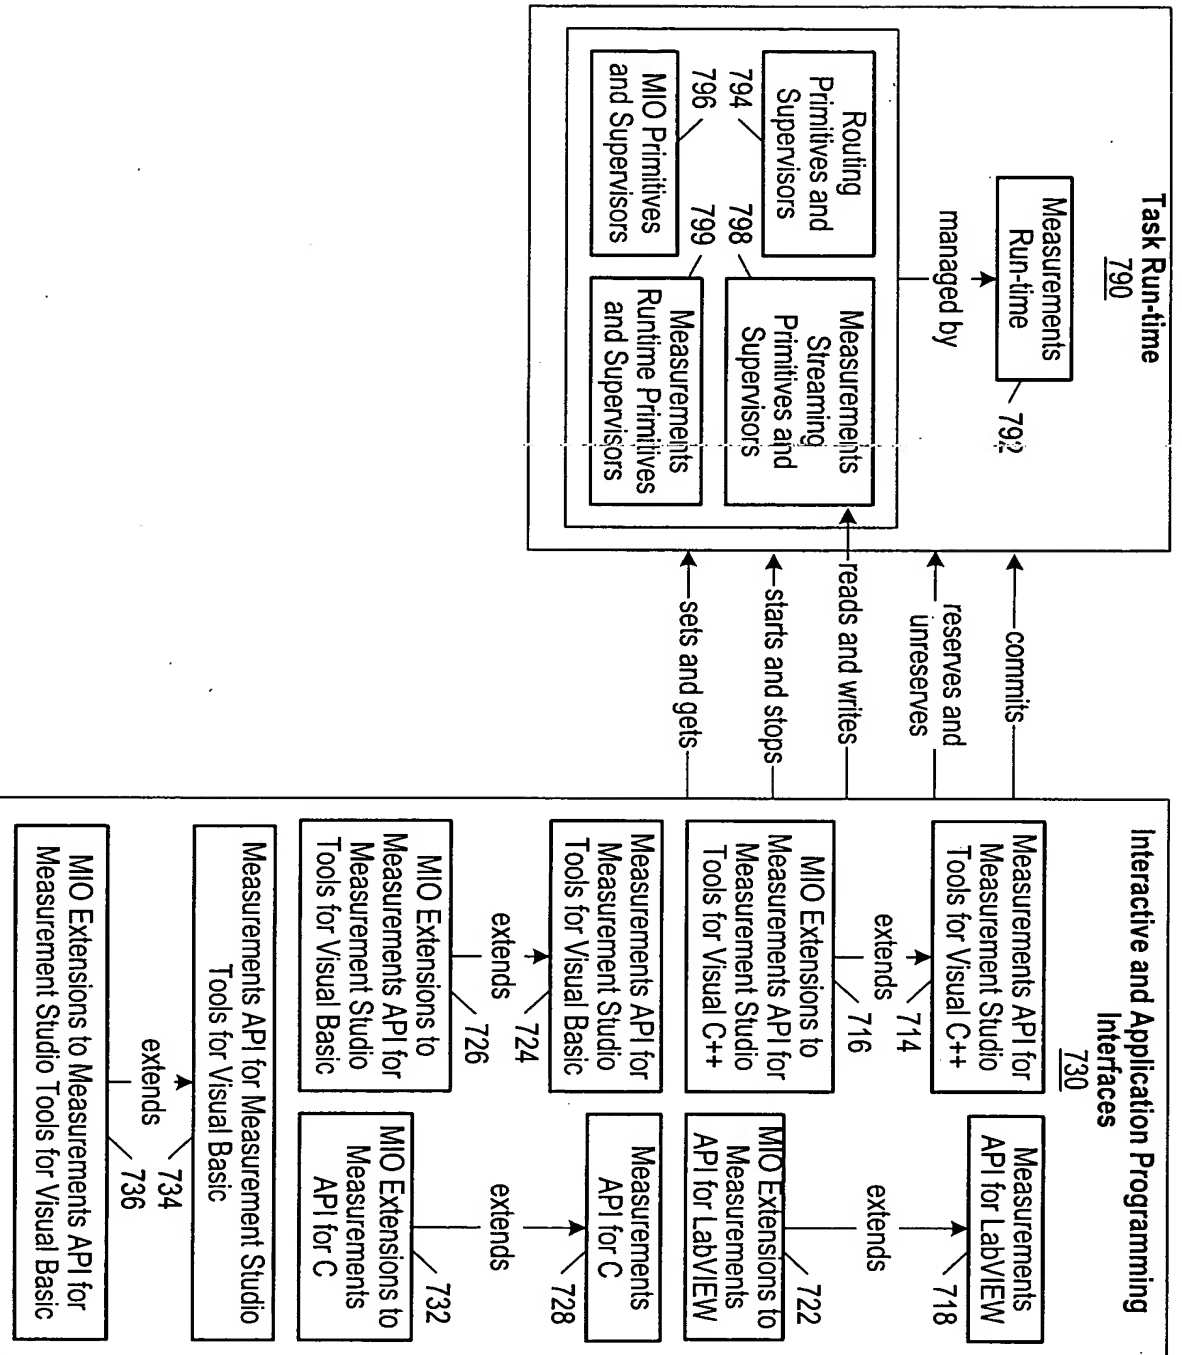 Task Run-time
790
Measurements
Run-time
792
managed by
Routing
Primitives and
Supervisors
794
796
MIO Primitives
and Supervisors
Measurements
Streaming
Primitives and
Supervisors
798
799
Measurements
Runtime Primitives
and Supervisors
commits
reserves and
unreserves
reads and writes
starts and stops
sets and gets
Interactive and Application Programming
Interfaces
730
Measurements API for
Measurement Studio
Tools for Visual C++
714
extends
716
MIO Extensions to
Measurements API for
Measurement Studio
Tools for Visual C++
Measurements
API for LabVIEW
718
extends
722
MIO Extensions to
Measurements
API for LabVIEW
Measurements API for
Measurement Studio
Tools for Visual Basic
724
extends
726
MIO Extensions to
Measurements API for
Measurement Studio
Tools for Visual Basic
Measurements
API for C
728
extends
732
MIO Extensions to
Measurements
API for C
Measurements API for Measurement Studio
Tools for Visual Basic
734
extends
736
MIO Extensions to Measurements API for
Measurement Studio Tools for Visual Basic